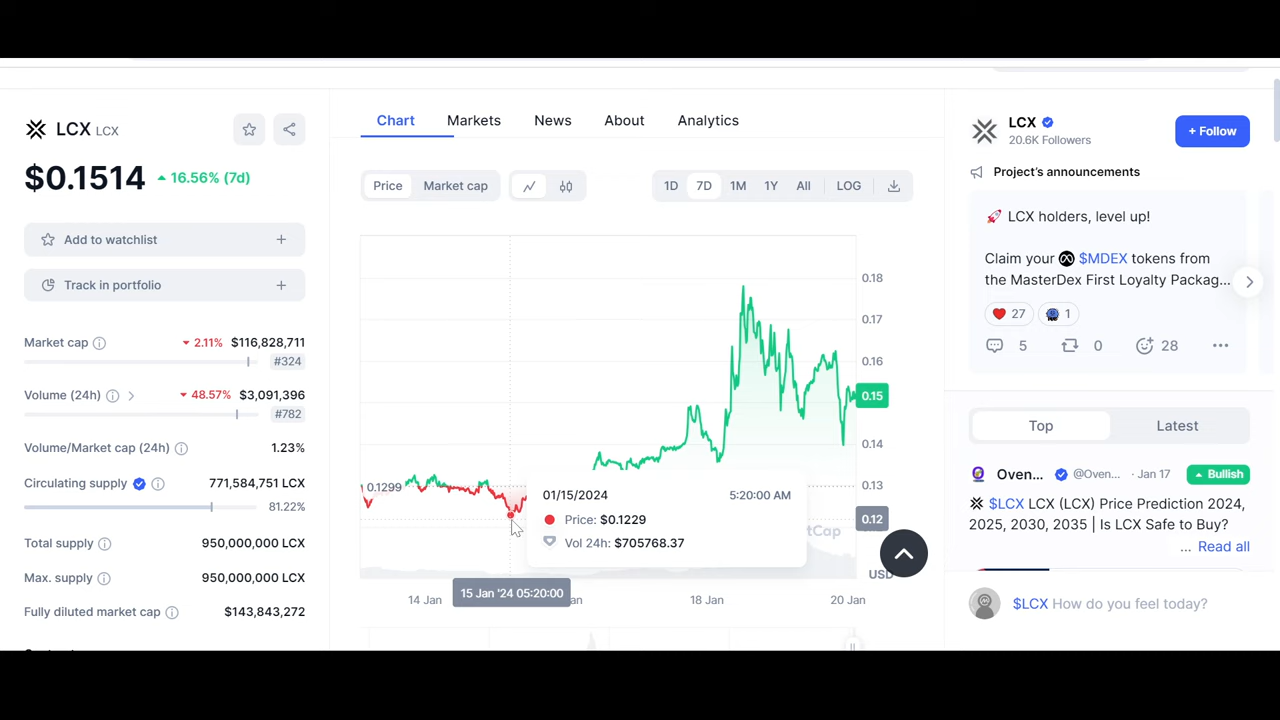 LCX LCX
$0.1514 16.56% (7d)
Add to watchlist
Track in portfolio
Market cap 2.11% $116,828,711
#324
Volume (24h) 48.57% $3,091,396
#782
Volume/Market cap (24h) 1.23%
Circulating supply 771,584,751 LCX
81.22%
Total supply 950,000,000 LCX
Max. supply 950,000,000 LCX
Fully diluted market cap $143,843,272
Chart Markets News About Analytics
Price Market cap
1D 7D 1M 1Y All LOG
0.18
0.17
0.16
0.15
0.14
0.1299
0.13
0.12
USD
01/15/2024 5:20:00 AM
Price: $0.1229
Vol 24h: $705768.37
14 Jan
15 Jan '24 05:20:00
18 Jan
20 Jan
LCX
20.6K Followers
+ Follow
Project's announcements
🚀 LCX holders, level up!
Claim your $MDEX tokens from
the MasterDex First Loyalty Packag...
27 1
5 0 28
Top Latest
Oven... @Oven... · Jan 17 Bullish
$LCX LCX (LCX) Price Prediction 2024,
2025, 2030, 2035 | Is LCX Safe to Buy?
... Read all
$LCX How do you feel today?